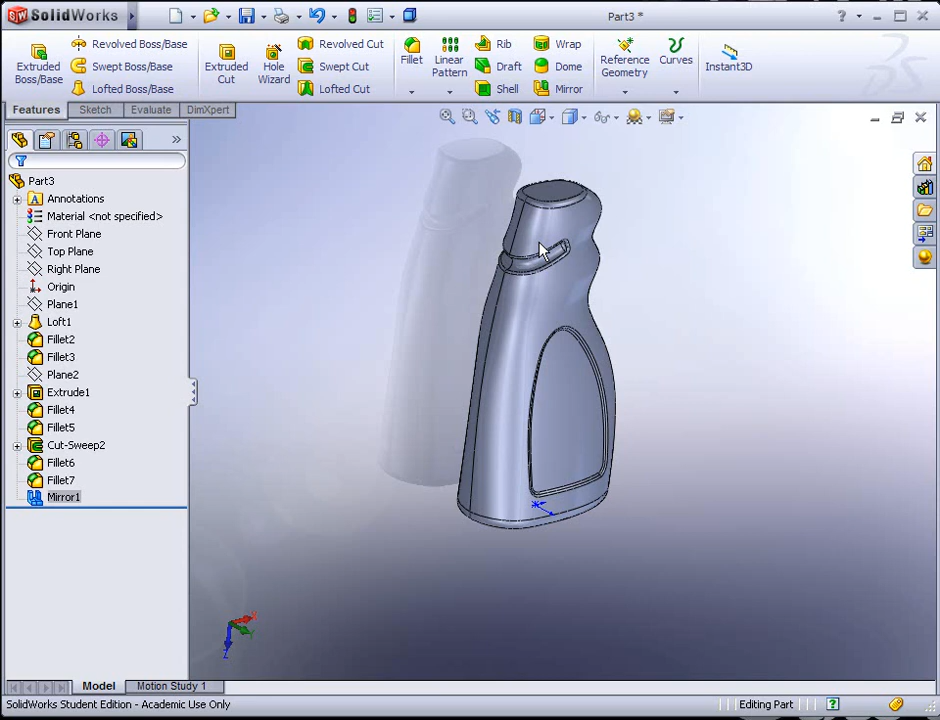 SolidWorks
Part3 *
Extruded Boss/Base
Revolved Boss/Base
Swept Boss/Base
Lofted Boss/Base
Extruded Cut
Hole Wizard
Revolved Cut
Swept Cut
Lofted Cut
Fillet
Linear Pattern
Rib
Draft
Shell
Wrap
Dome
Mirror
Reference Geometry
Curves
Instant3D
Features
Sketch
Evaluate
DimXpert
Part3
Annotations
Material <not specified>
Front Plane
Top Plane
Right Plane
Origin
Plane1
Loft1
Fillet2
Fillet3
Plane2
Extrude1
Fillet4
Fillet5
Cut-Sweep2
Fillet6
Fillet7
Mirror1
Model
Motion Study 1
SolidWorks Student Edition - Academic Use Only
Editing Part